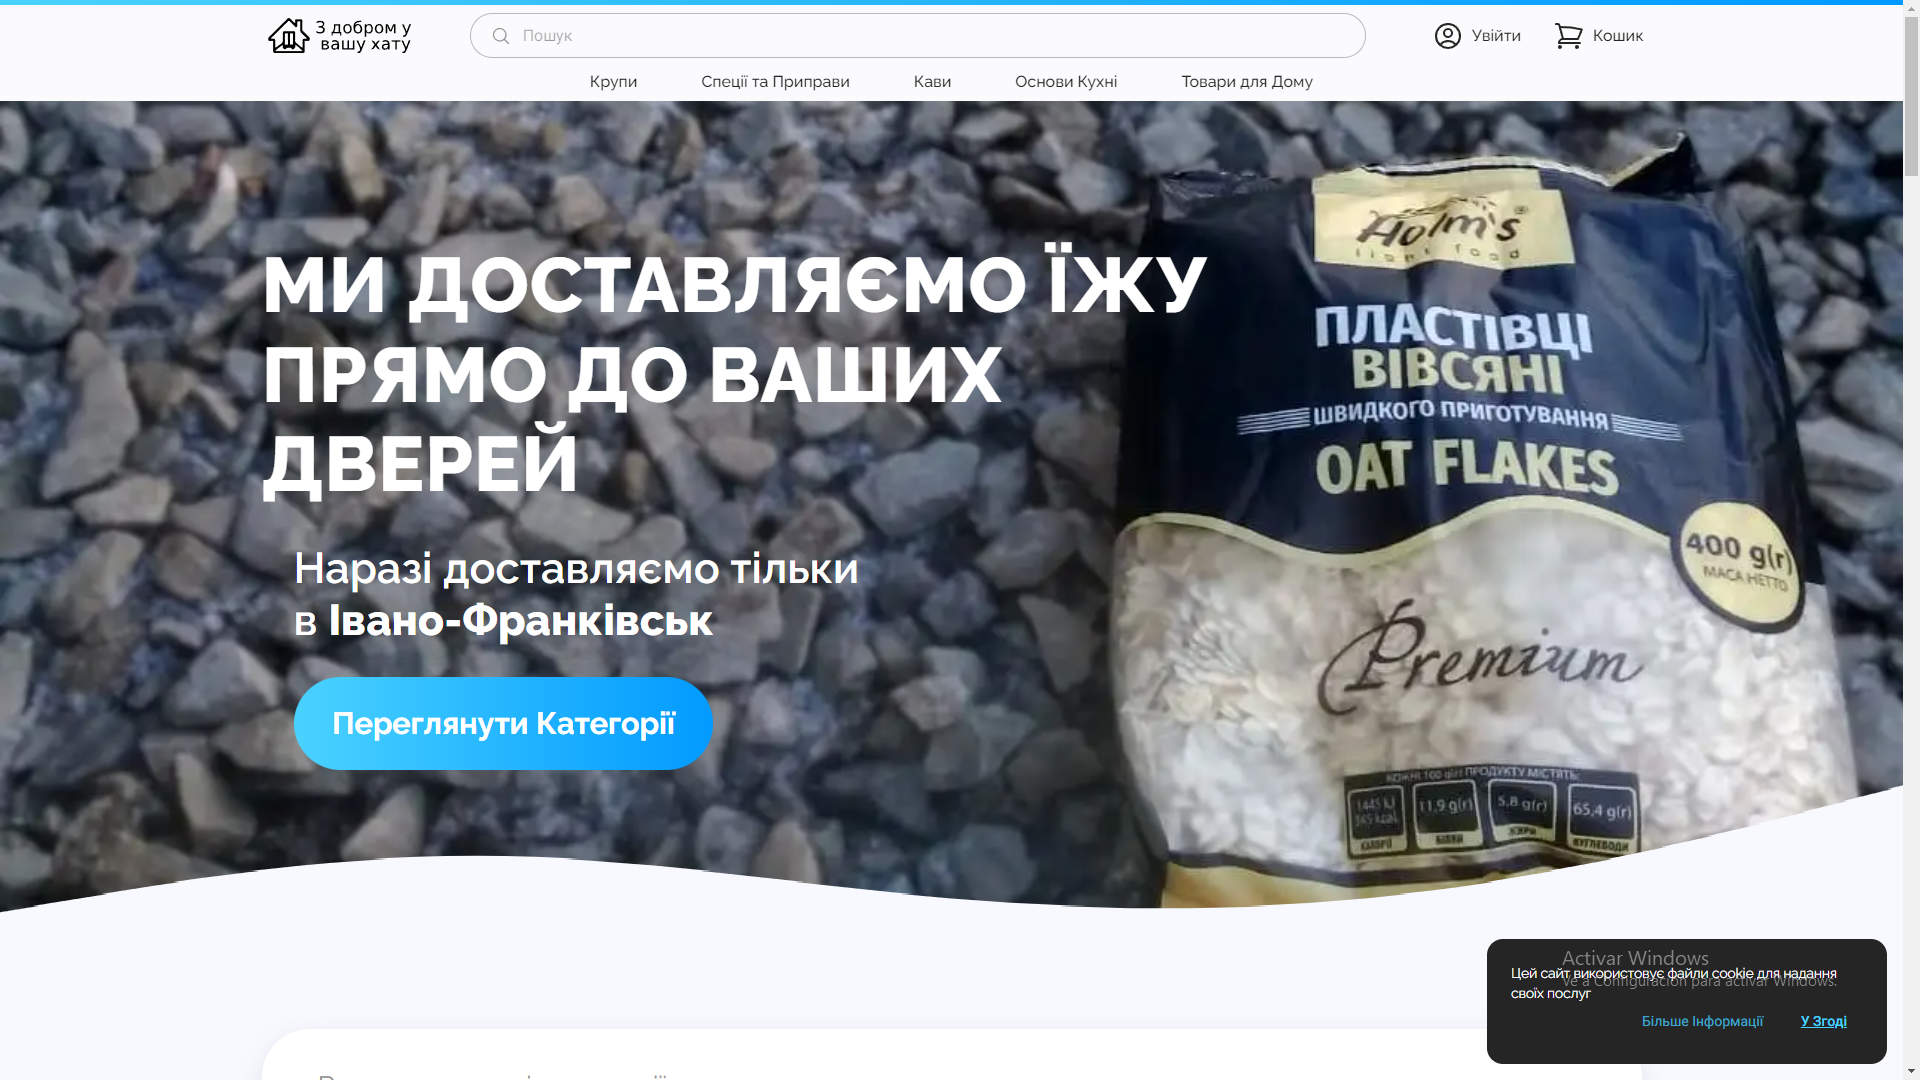 З добром у
вашу хату
Пошук
Увійти
Кошик
Крупи
Спеції та Приправи
Кави
Основи Кухні
Товари для Дому
МИ ДОСТАВЛЯЄМО ЇЖУ
ПРЯМО ДО ВАШИХ
ДВЕРЕЙ
Наразі доставляємо тільки
в Івано-Франківськ
Переглянути Категорії
Holm's
light food
ПЛАСТІВЦІ
ВІВСЯНІ
ШВИДКОГО ПРИГОТУВАННЯ
OAT FLAKES
400 g(г)
МАСА НЕТТО
Premium
КОЖНІ 100 g(г) ПРОДУКТУ МІСТЯТЬ:
1445 kJ
345 kcal
КАЛОРІЇ
11,9 g(г)
БІЛКИ
5,8 g(г)
ЖИРИ
65,4 g(г)
ВУГЛЕВОДИ
Activar Windows
Ve a Configuración para activar Windows.
Цей сайт використовує файли cookie для надання
своїх послуг
Більше Інформації
У Згоді